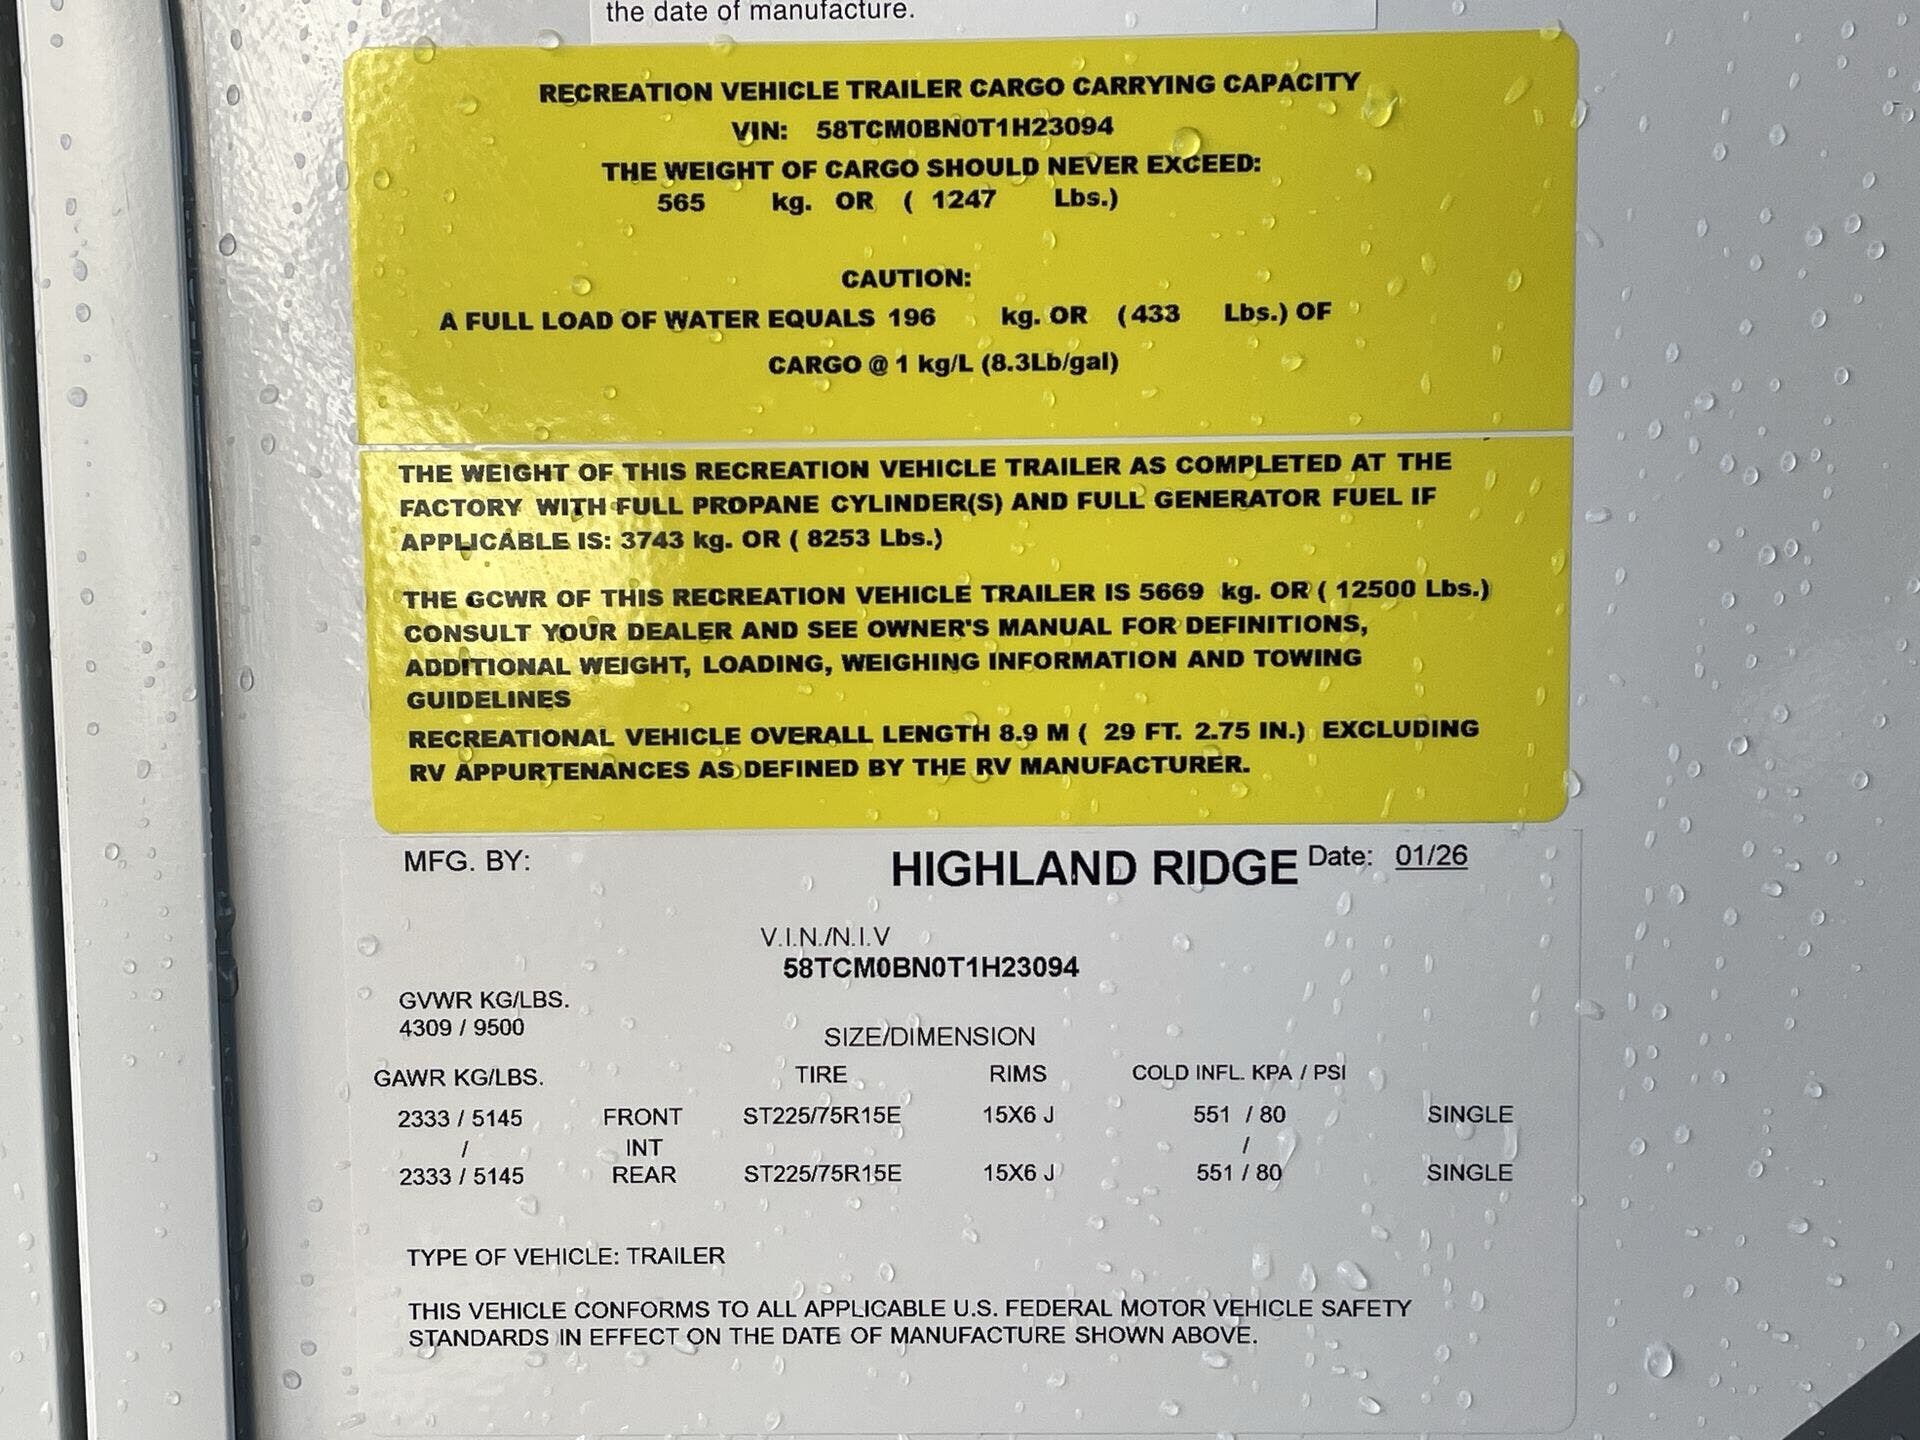 the date of manufacture.
RECREATION VEHICLE TRAILER CARGO CARRYING CAPACITY
VIN: 58TCM0BN0T1H23094
THE WEIGHT OF CARGO SHOULD NEVER EXCEED:
565 kg. OR ( 1247 Lbs.)
CAUTION:
A FULL LOAD OF WATER EQUALS 196 kg. OR (433 Lbs.) OF
CARGO @ 1 kg/L (8.3Lb/gal)
THE WEIGHT OF THIS RECREATION VEHICLE TRAILER AS COMPLETED AT THE
FACTORY WITH FULL PROPANE CYLINDER(S) AND FULL GENERATOR FUEL IF
APPLICABLE IS: 3743 kg. OR ( 8253 Lbs.)
THE GCWR OF THIS RECREATION VEHICLE TRAILER IS 5669 kg. OR ( 12500 Lbs.)
CONSULT YOUR DEALER AND SEE OWNER'S MANUAL FOR DEFINITIONS,
ADDITIONAL WEIGHT, LOADING, WEIGHING INFORMATION AND TOWING
GUIDELINES
RECREATIONAL VEHICLE OVERALL LENGTH 8.9 M ( 29 FT. 2.75 IN.) EXCLUDING
RV APPURTENANCES AS DEFINED BY THE RV MANUFACTURER.
MFG. BY: HIGHLAND RIDGE Date: 01/26
V.I.N./N.I.V
58TCM0BN0T1H23094
GVWR KG/LBS.
4309 / 9500
SIZE/DIMENSION
GAWR KG/LBS. TIRE RIMS COLD INFL. KPA / PSI
2333 / 5145 FRONT ST225/75R15E 15X6 J 551 / 80 SINGLE
/ INT /
2333 / 5145 REAR ST225/75R15E 15X6 J 551 / 80 SINGLE
TYPE OF VEHICLE: TRAILER
THIS VEHICLE CONFORMS TO ALL APPLICABLE U.S. FEDERAL MOTOR VEHICLE SAFETY
STANDARDS IN EFFECT ON THE DATE OF MANUFACTURE SHOWN ABOVE.